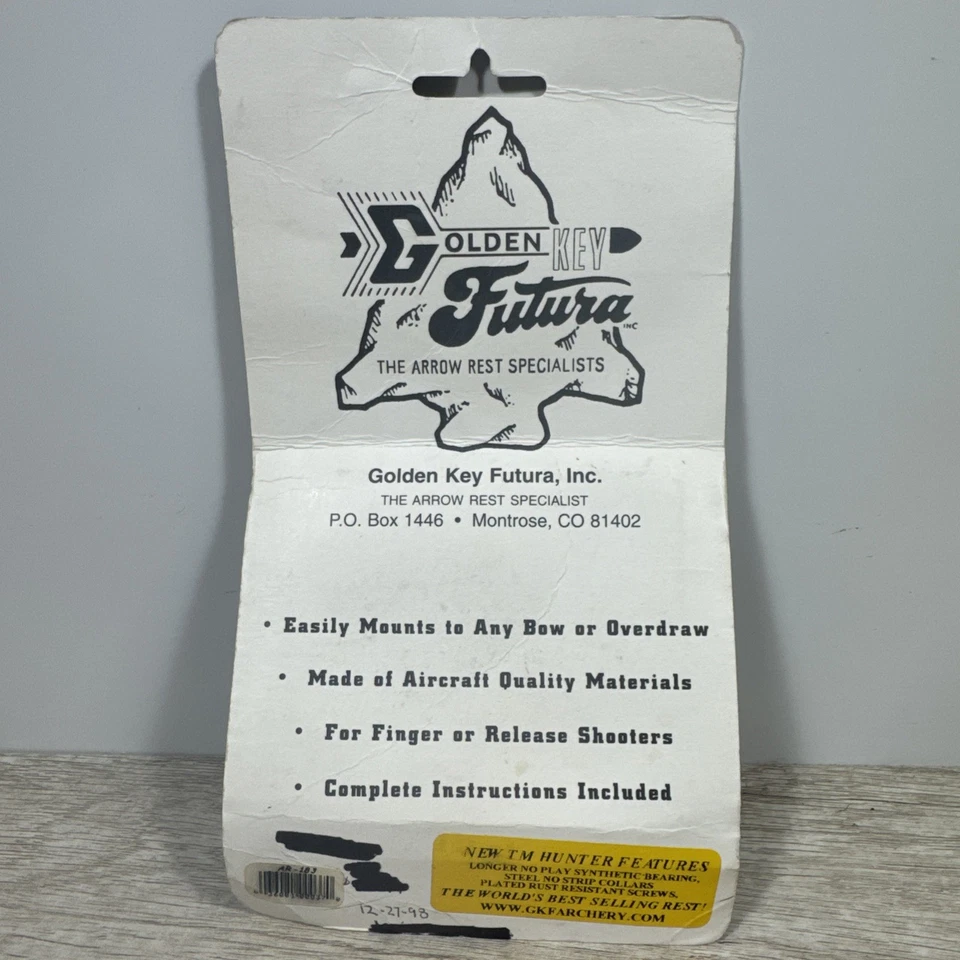 GOLDEN KEY
Futura INC
THE ARROW REST SPECIALISTS
Golden Key Futura, Inc.
THE ARROW REST SPECIALIST
P.O. Box 1446 • Montrose, CO 81402
• Easily Mounts to Any Bow or Overdraw
• Made of Aircraft Quality Materials
• For Finger or Release Shooters
• Complete Instructions Included
AR-183
12-27-98
NEW TM HUNTER FEATURES
LONGER NO PLAY SYNTHETIC BEARING,
STEEL NO STRIP COLLARS
PLATED RUST RESISTANT SCREWS,
THE WORLD'S BEST SELLING REST!
WWW.GKFARCHERY.COM